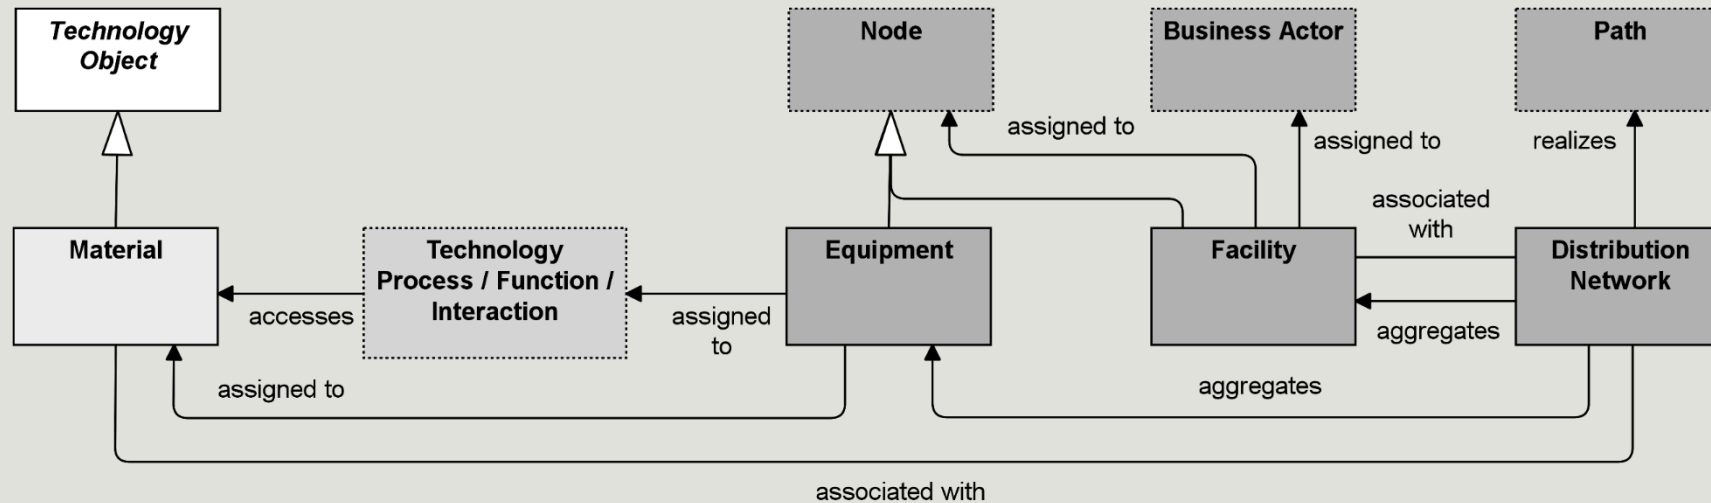 Technology
Object
Node
Business Actor
Path
assigned to
assigned to
realizes
associated
with
Material
Technology
Process / Function /
Interaction
Equipment
Facility
Distribution
Network
accesses
assigned
to
aggregates
assigned to
aggregates
associated with